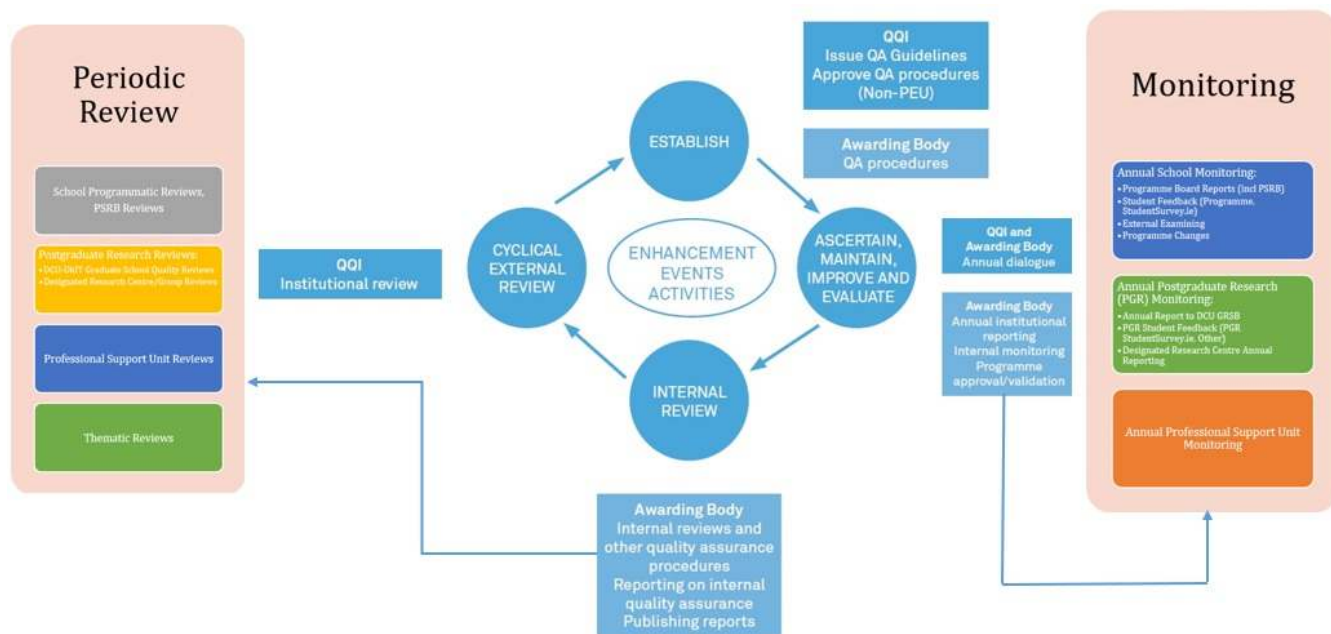 Periodic
Review
School Programmatic Reviews,
PSRB Reviews
Postgraduate Research Reviews:
• DCU-DkIT Graduate School Quality Reviews
• Designated Research Centre/Group Reviews
Professional Support Unit Reviews
Thematic Reviews
QQI
Institutional review
ESTABLISH
CYCLICAL
EXTERNAL
REVIEW
ENHANCEMENT
EVENTS
ACTIVITIES
ASCERTAIN,
MAINTAIN,
IMPROVE AND
EVALUATE
INTERNAL
REVIEW
QQI
Issue QA Guidelines
Approve QA procedures
(Non-PEU)
Awarding Body
QA procedures
QQI and
Awarding Body
Annual dialogue
Awarding Body
Annual institutional
reporting
Internal monitoring
Programme
approval/validation
Awarding Body
Internal reviews and
other quality assurance
procedures
Reporting on internal
quality assurance
Publishing reports
Monitoring
Annual School Monitoring:
• Programme Board Reports (incl PSRB)
• Student Feedback (Programme,
StudentSurvey.ie)
• External Examining
• Programme Changes
Annual Postgraduate Research
(PGR) Monitoring:
• Annual Report to DCU GRSB
• PGR Student Feedback (PGR
StudentSurvey.ie, Other)
• Designated Research Centre Annual
Reporting
Annual Professional Support Unit
Monitoring